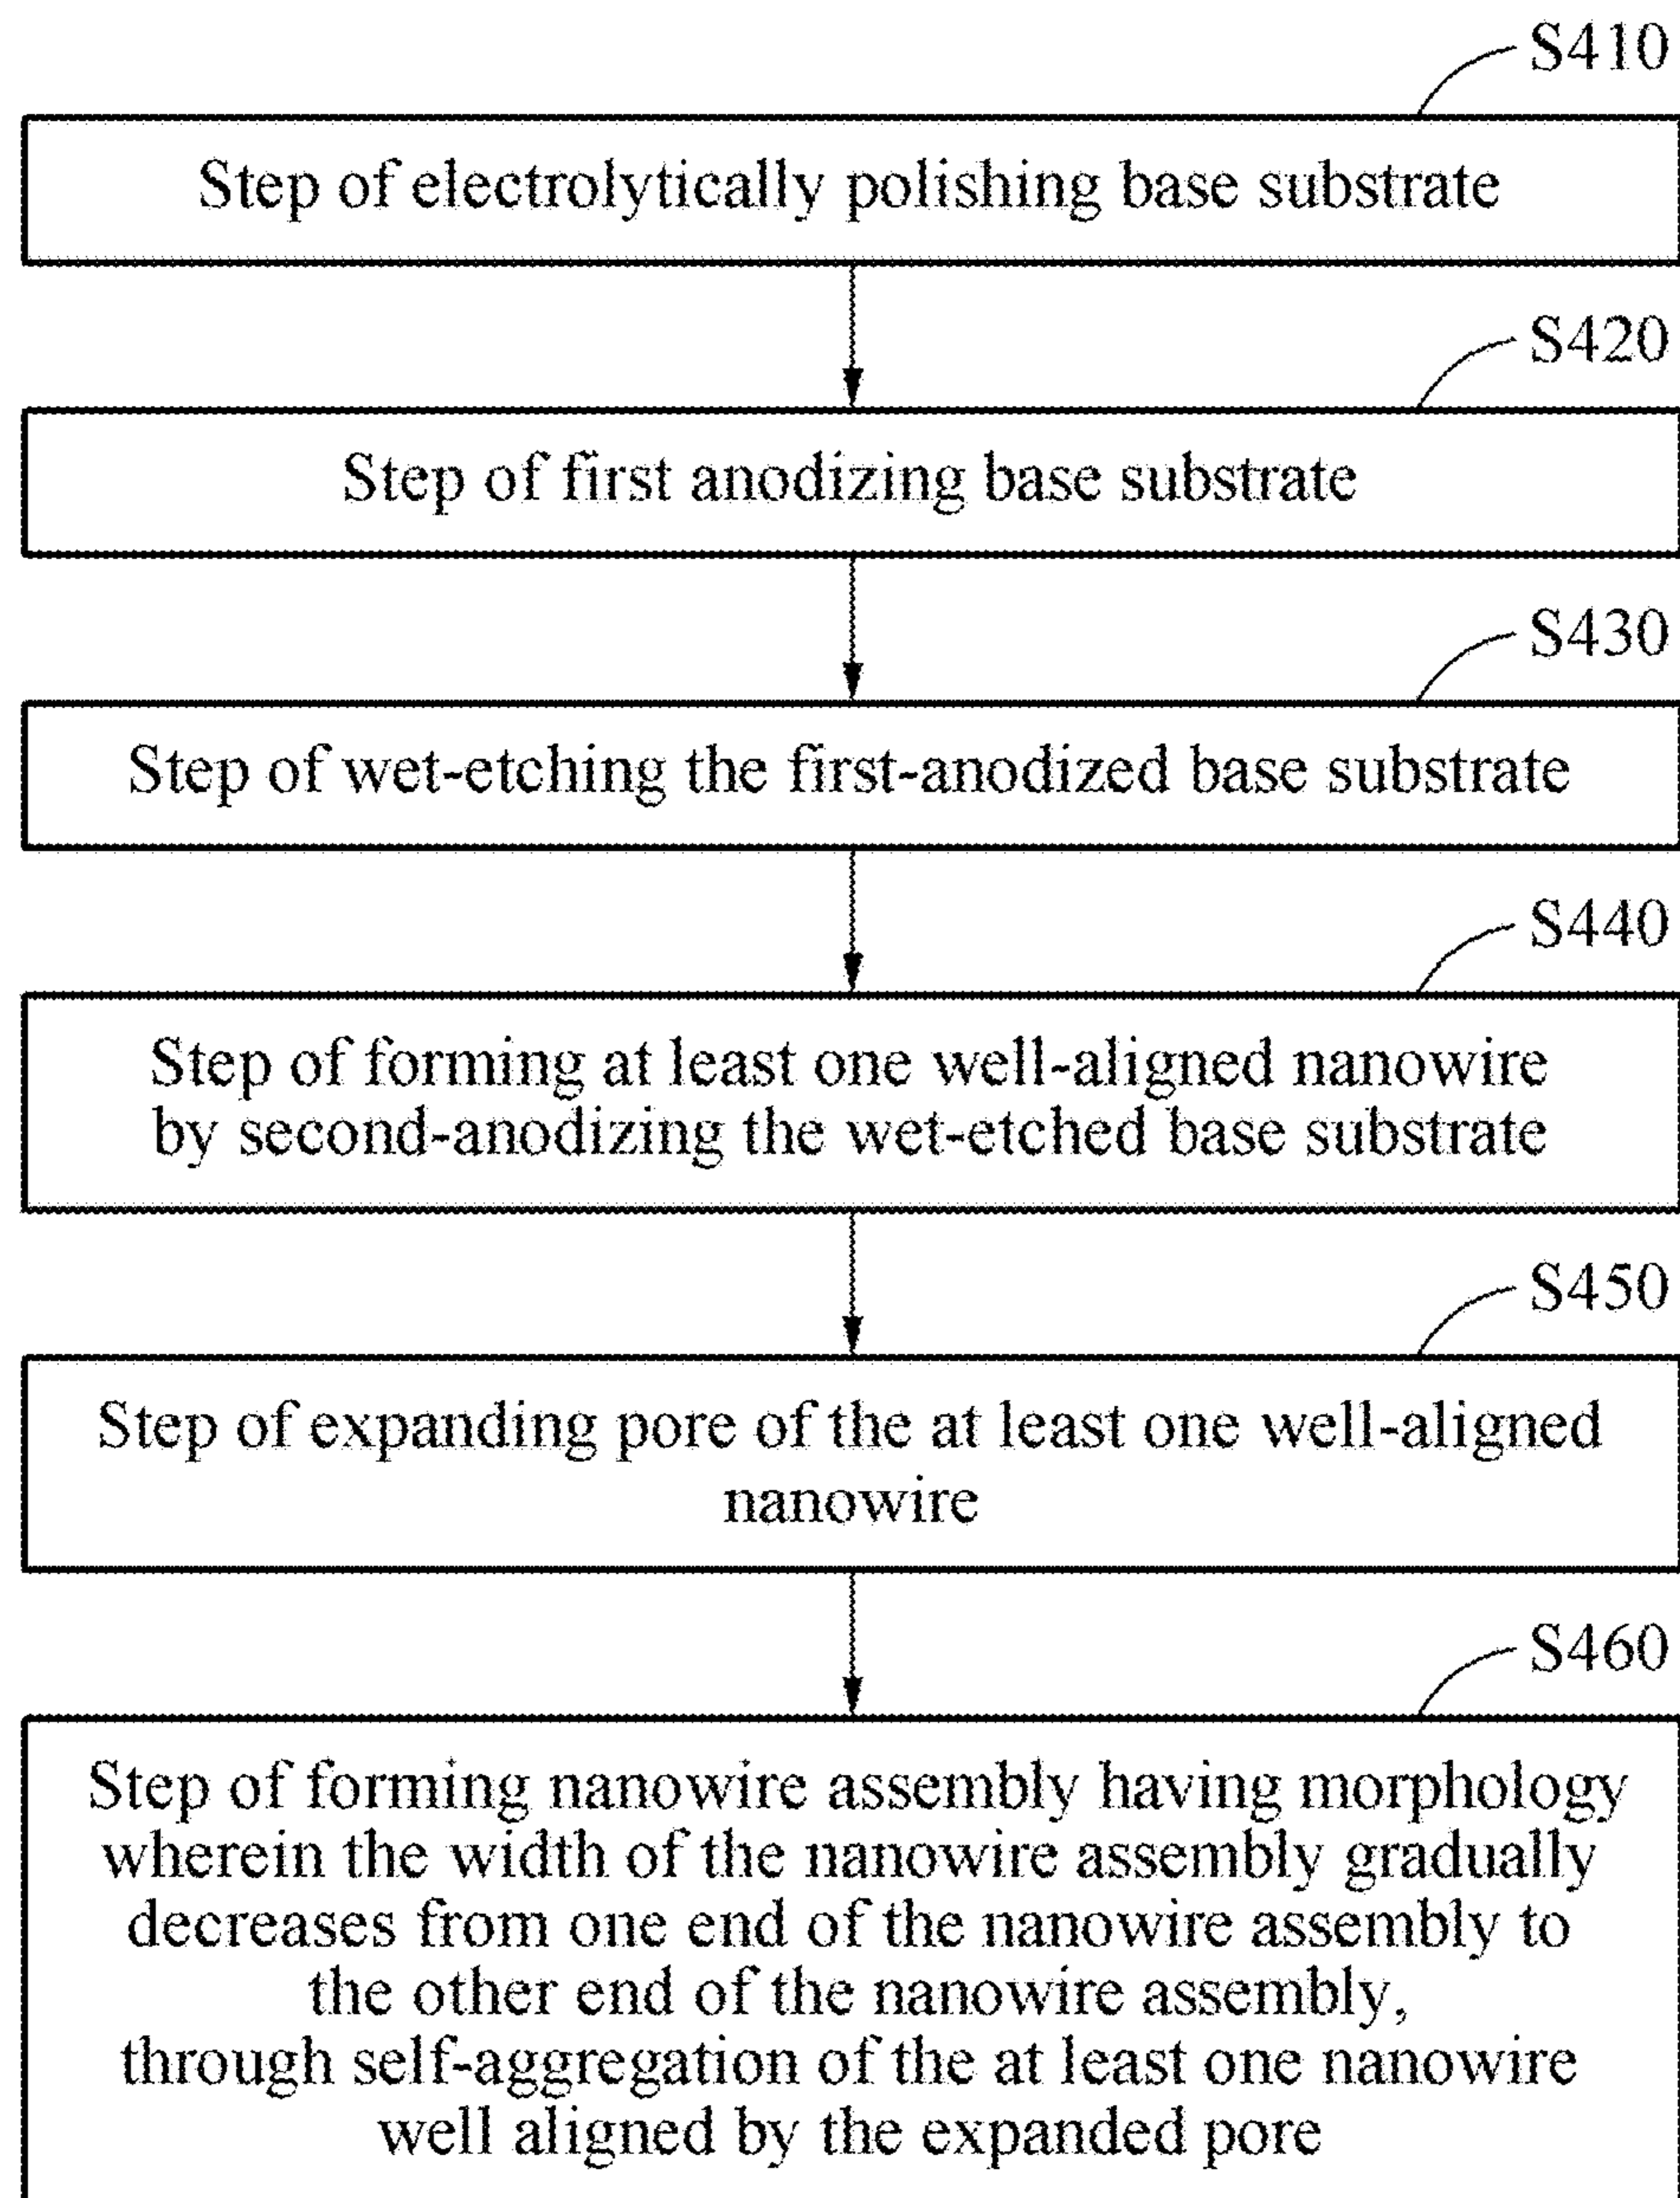 S410
Step of electrolytically polishing base substrate
S420
Step of first anodizing base substrate
S430
Step of wet-etching the first-anodized base substrate
S440
Step of forming at least one well-aligned nanowire
by second-anodizing the wet-etched base substrate
S450
Step of expanding pore of the at least one well-aligned
nanowire
S460
Step of forming nanowire assembly having morphology
wherein the width of the nanowire assembly gradually
decreases from one end of the nanowire assembly to
the other end of the nanowire assembly,
through self-aggregation of the at least one nanowire
well aligned by the expanded pore